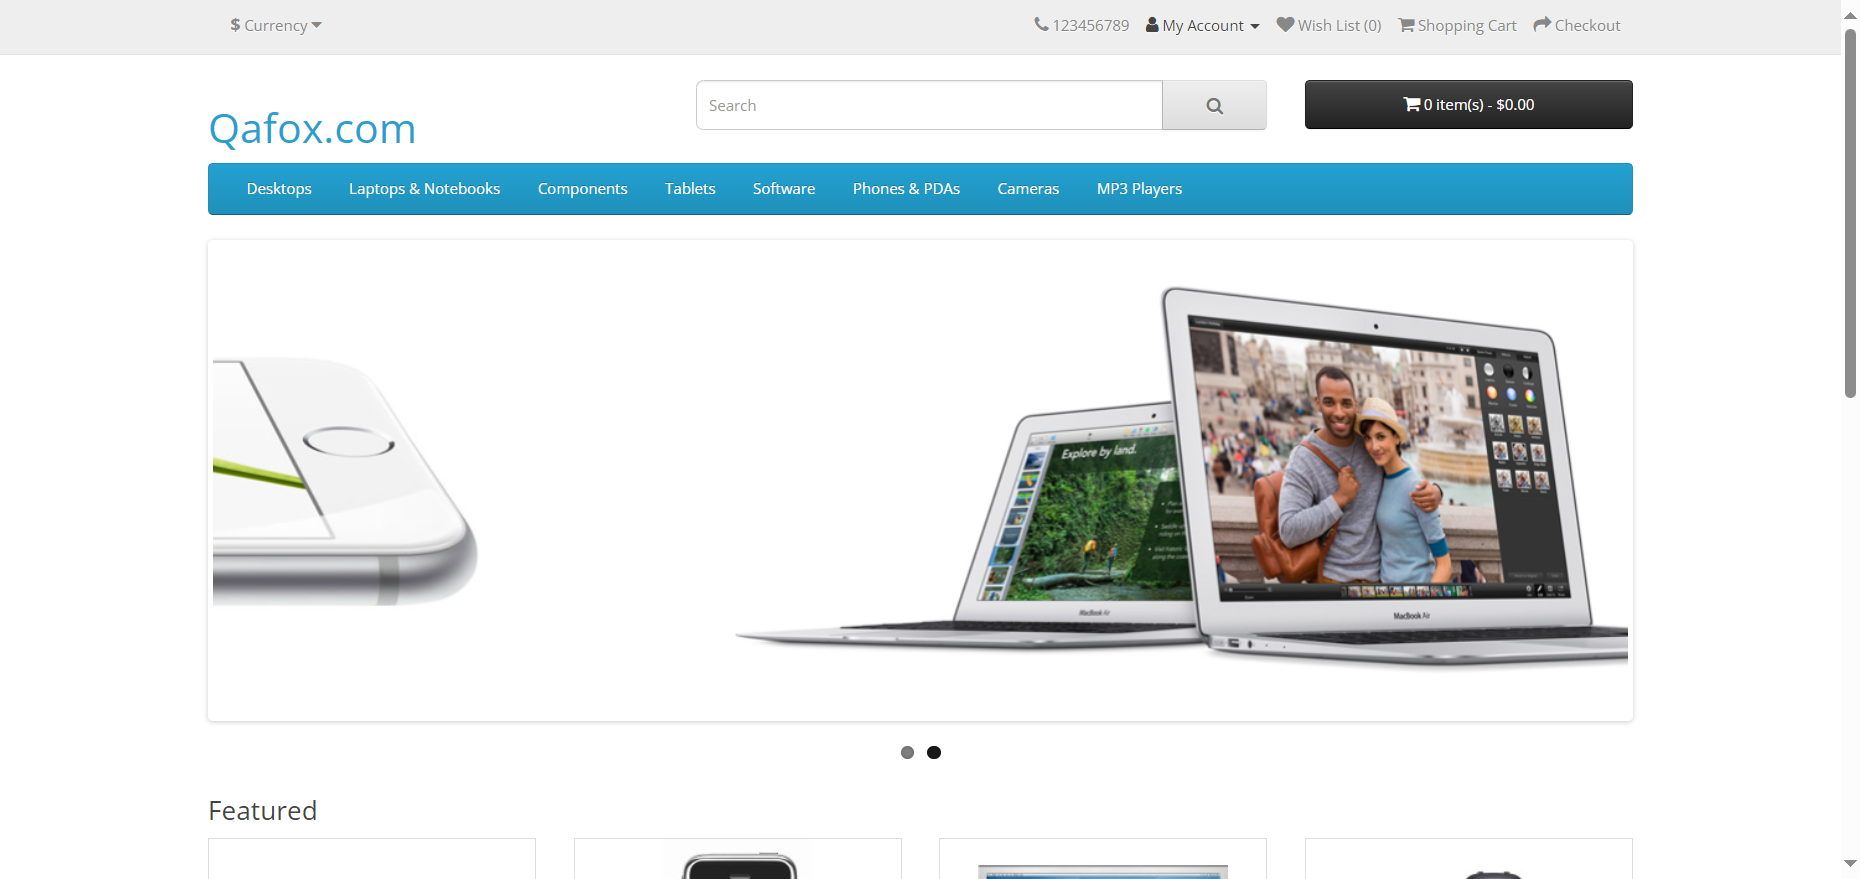 $ Currency
123456789 My Account Wish List (0) Shopping Cart Checkout
Qafox.com
Search
0 item(s) - $0.00
Desktops Laptops & Notebooks Components Tablets Software Phones & PDAs Cameras MP3 Players
Explore by land.
MacBook Air
MacBook Air
Featured